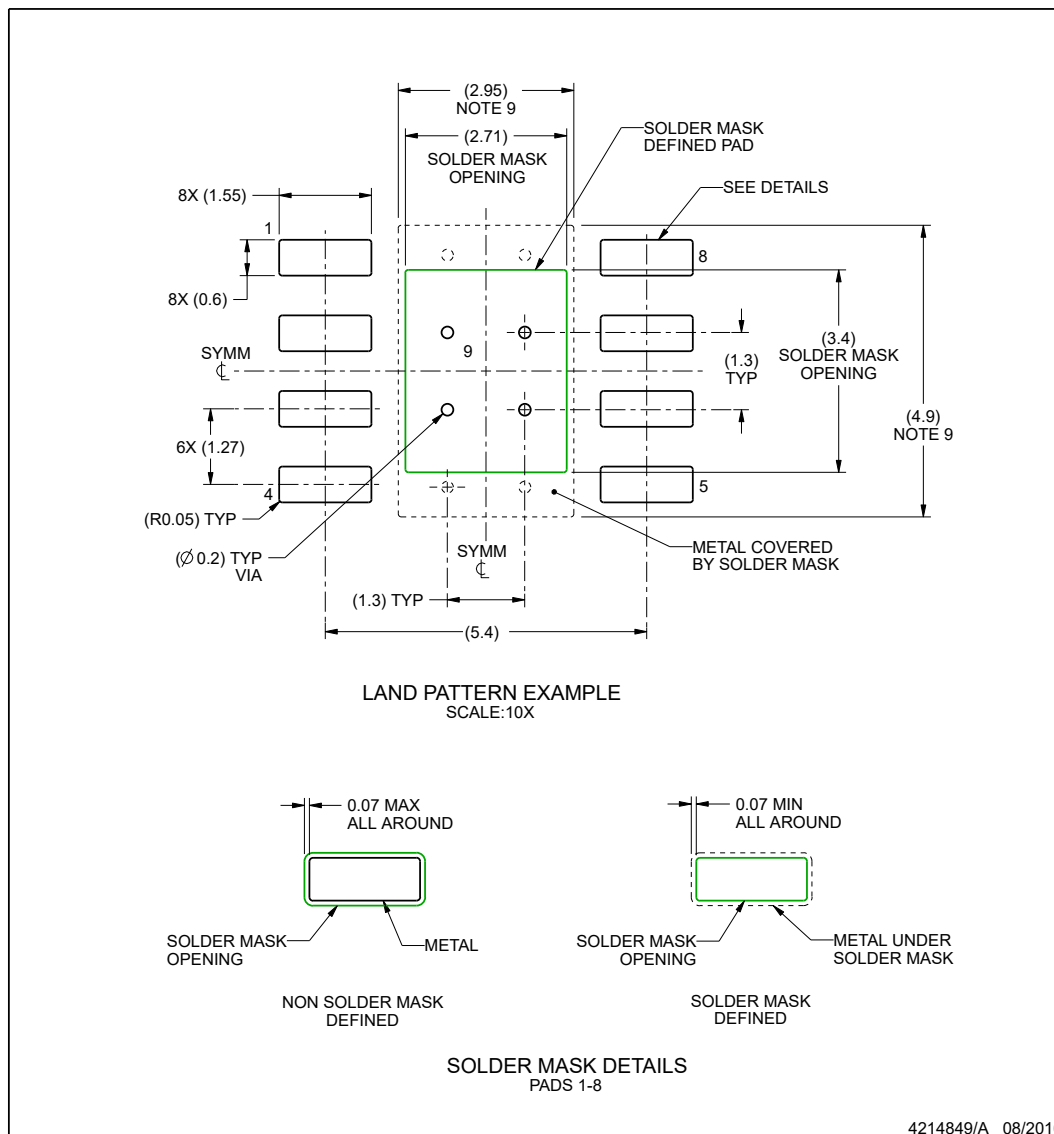 (2.95)
NOTE 9
(2.71)
SOLDER MASK
OPENING
SOLDER MASK
DEFINED PAD
8X (1.55)
SEE DETAILS
1
8
8X (0.6)
SYMM
℄
9
(1.3)
TYP
(3.4)
SOLDER MASK
OPENING
(4.9)
NOTE 9
6X (1.27)
4
5
(R0.05) TYP
(Ø 0.2) TYP
VIA
SYMM
℄
METAL COVERED
BY SOLDER MASK
(1.3) TYP
(5.4)
LAND PATTERN EXAMPLE
SCALE:10X
0.07 MAX
ALL AROUND
0.07 MIN
ALL AROUND
SOLDER MASK
OPENING
METAL
SOLDER MASK
OPENING
METAL UNDER
SOLDER MASK
NON SOLDER MASK
DEFINED
SOLDER MASK
DEFINED
SOLDER MASK DETAILS
PADS 1-8
4214849/A